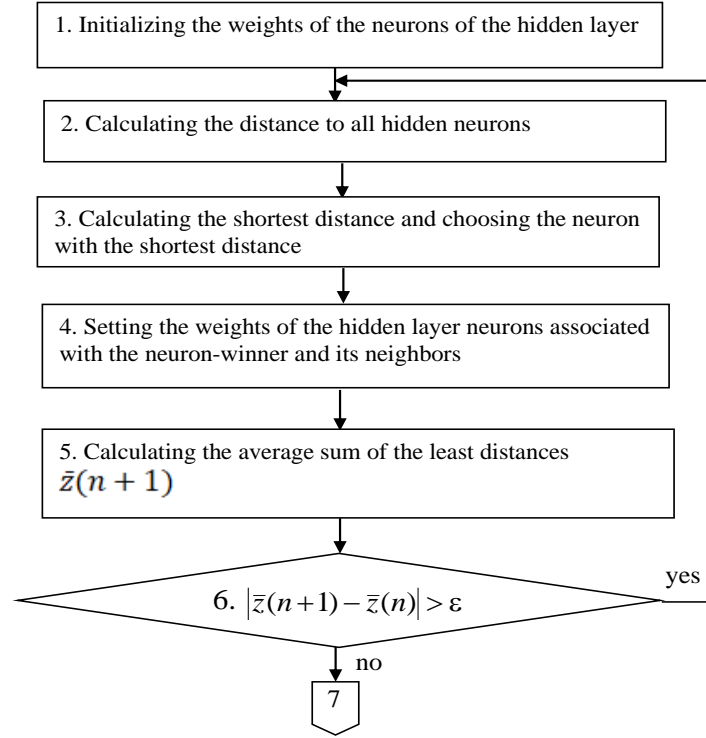 1. Initializing the weights of the neurons of the hidden layer
2. Calculating the distance to all hidden neurons
3. Calculating the shortest distance and choosing the neuron
with the shortest distance
4. Setting the weights of the hidden layer neurons associated
with the neuron-winner and its neighbors
5. Calculating the average sum of the least distances
z̄(n + 1)
yes
6. |z̄(n+1) − z̄(n)| > ε
no
7